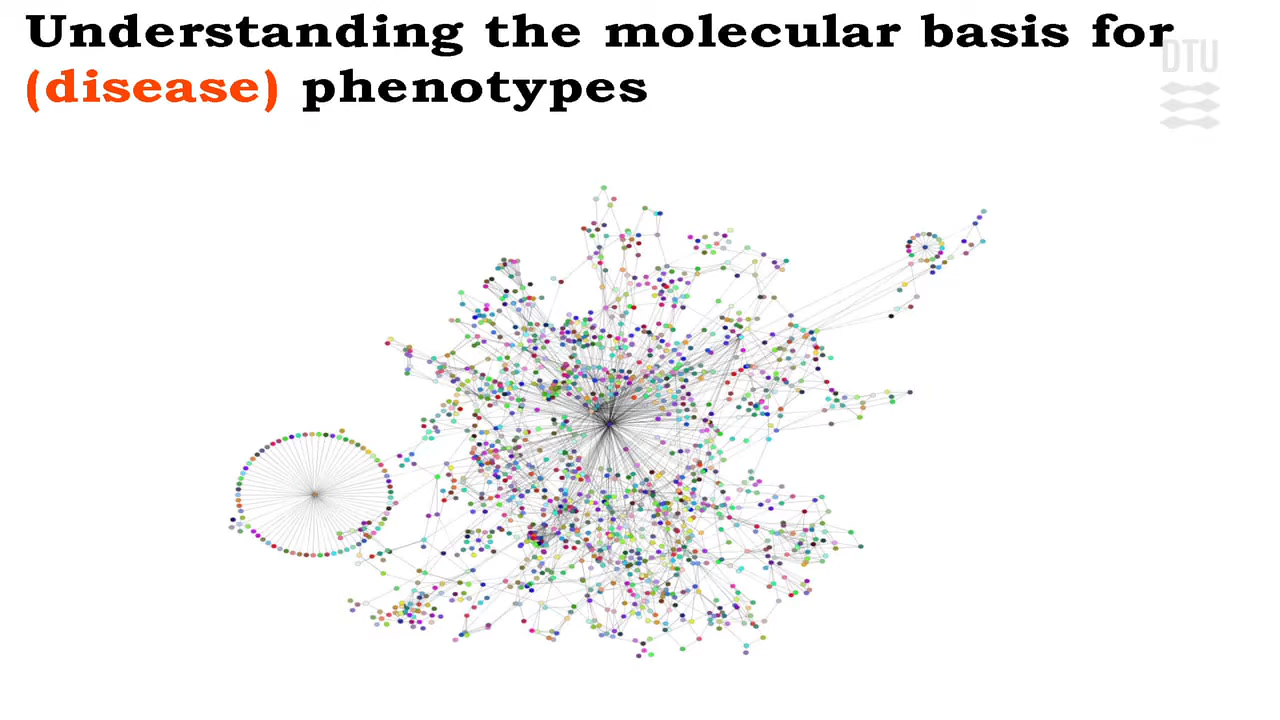 Understanding the molecular basis for
(disease) phenotypes
DTU